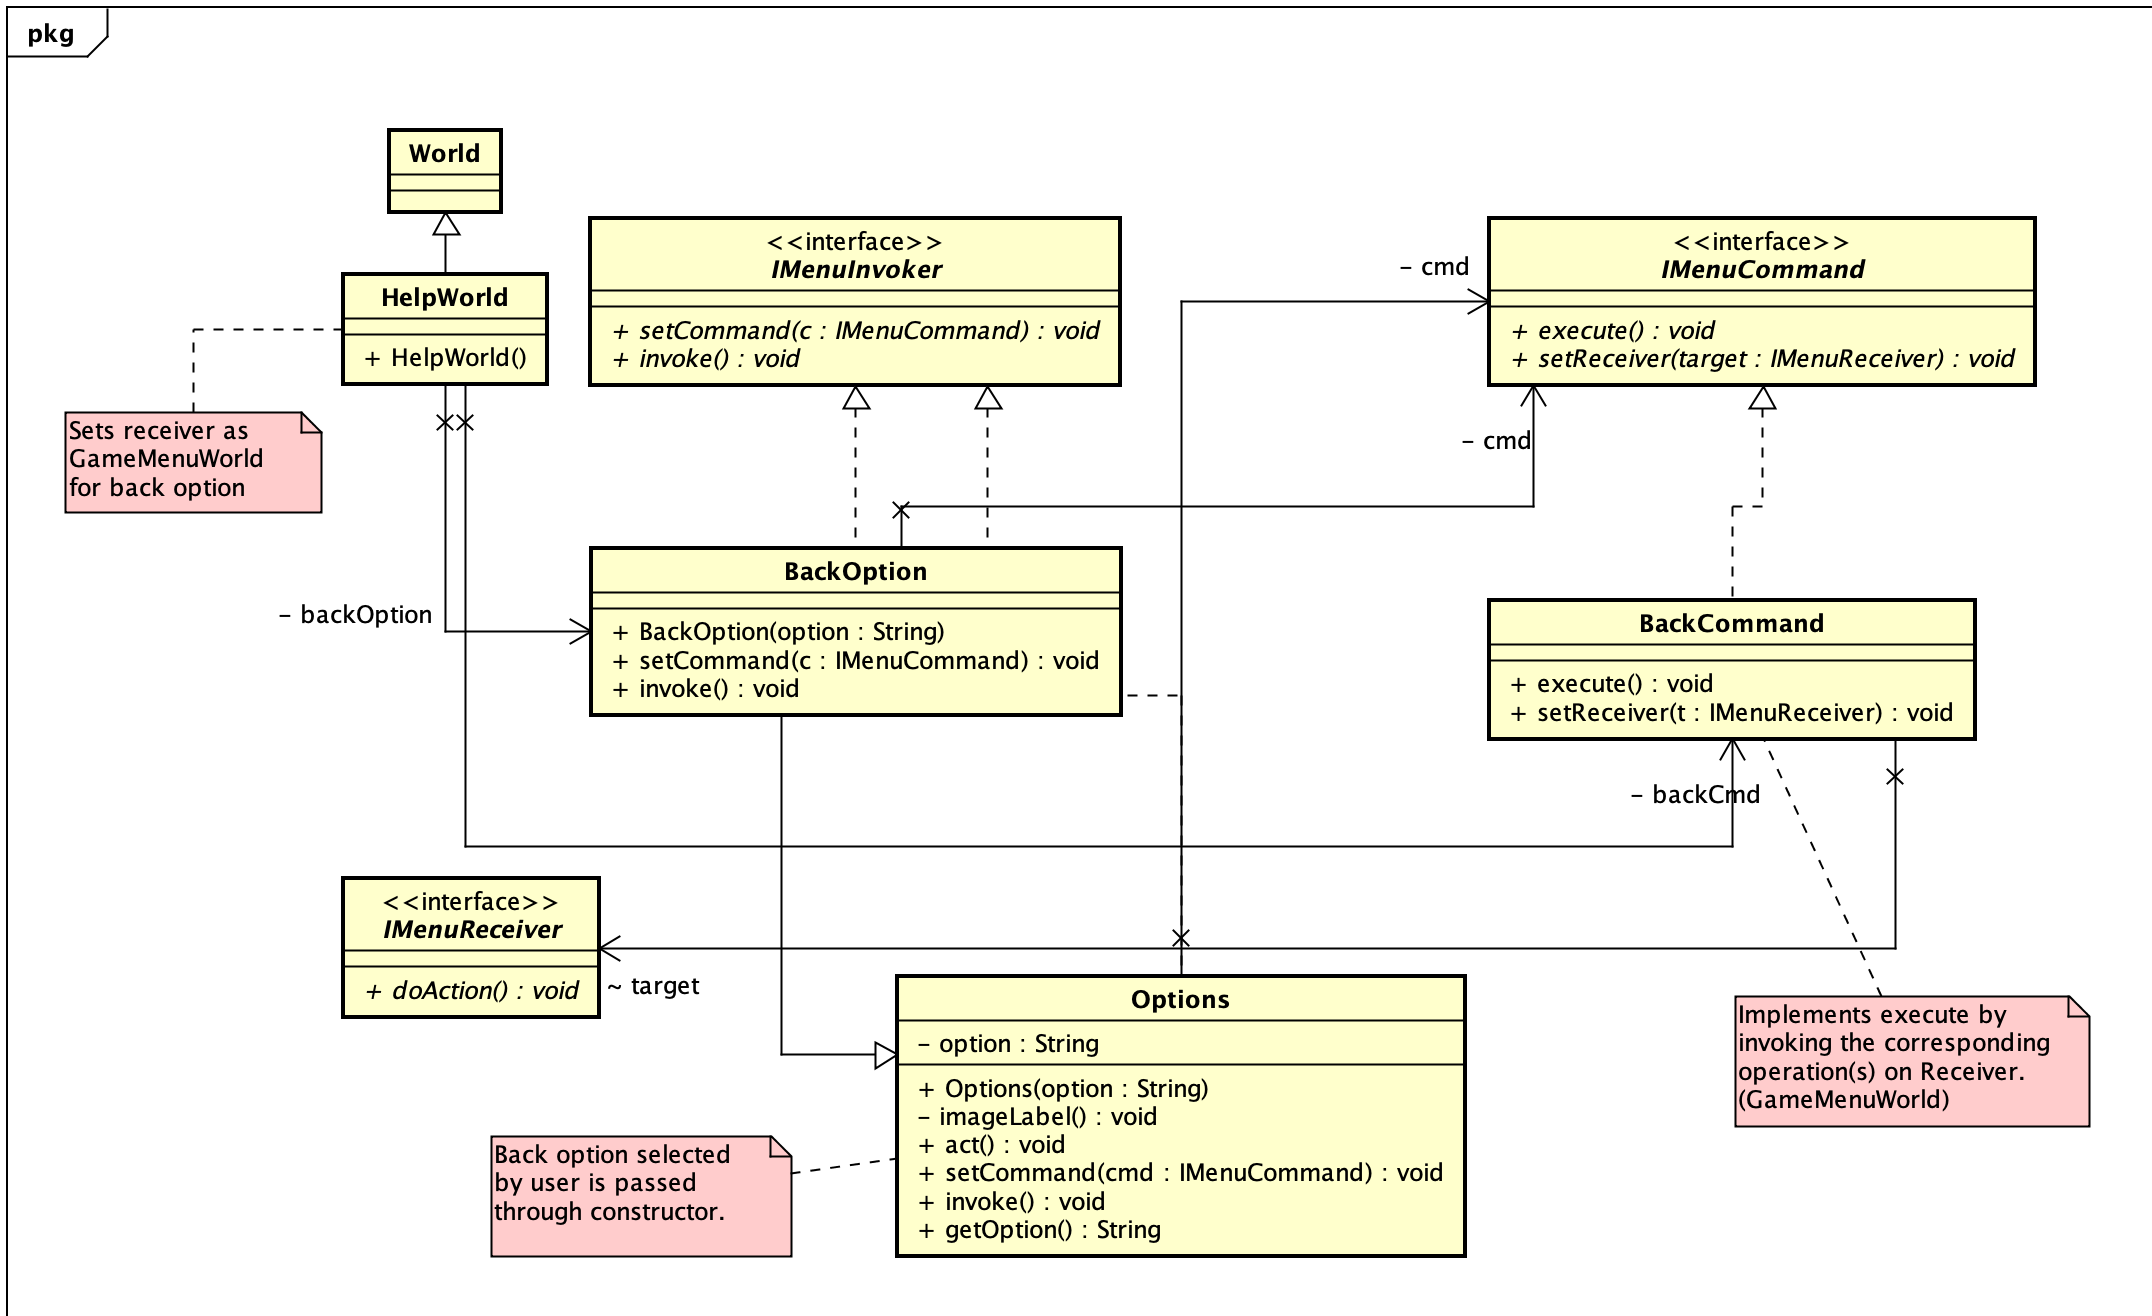 pkg
World
HelpWorld
+ HelpWorld()
Sets receiver as
GameMenuWorld
for back option
<<interface>>
IMenuInvoker
+ setCommand(c : IMenuCommand) : void
+ invoke() : void
- cmd
<<interface>>
IMenuCommand
+ execute() : void
+ setReceiver(target : IMenuReceiver) : void
- cmd
- backOption
BackOption
+ BackOption(option : String)
+ setCommand(c : IMenuCommand) : void
+ invoke() : void
BackCommand
+ execute() : void
+ setReceiver(t : IMenuReceiver) : void
- backCmd
<<interface>>
IMenuReceiver
+ doAction() : void
~ target
Options
- option : String
+ Options(option : String)
- imageLabel() : void
+ act() : void
+ setCommand(cmd : IMenuCommand) : void
+ invoke() : void
+ getOption() : String
Implements execute by
invoking the corresponding
operation(s) on Receiver.
(GameMenuWorld)
Back option selected
by user is passed
through constructor.